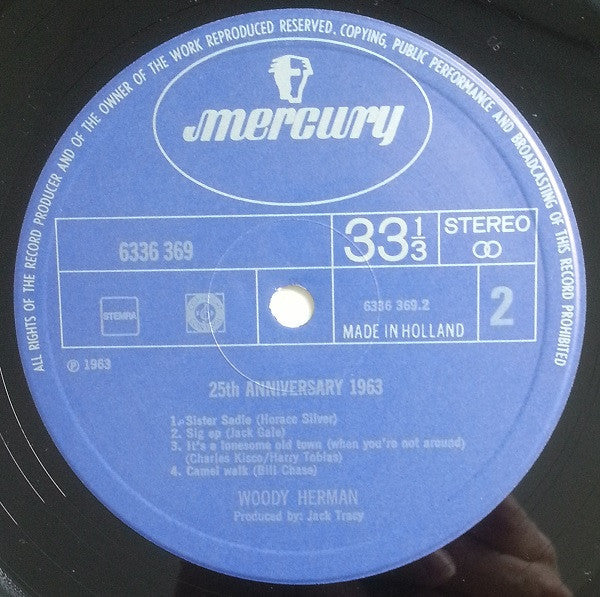 ALL RIGHTS OF THE RECORD PRODUCER AND OF THE OWNER OF THE WORK REPRODUCED RESERVED. COPYING, PUBLIC PERFORMANCE AND BROADCASTING OF THIS RECORD PROHIBITED
mercury
6336 369
33 1/3
STEREO
STEMRA
6336 369.2
MADE IN HOLLAND
2
℗ 1963
25th ANNIVERSARY 1963
1. Sister Sadie (Horace Silver)
2. Sig ep (Jack Gale)
3. It's a lonesome old town (when you're not around)
(Charles Kisco/Harry Tobias)
4. Camel walk (Bill Chase)
WOODY HERMAN
Produced by: Jack Tracy